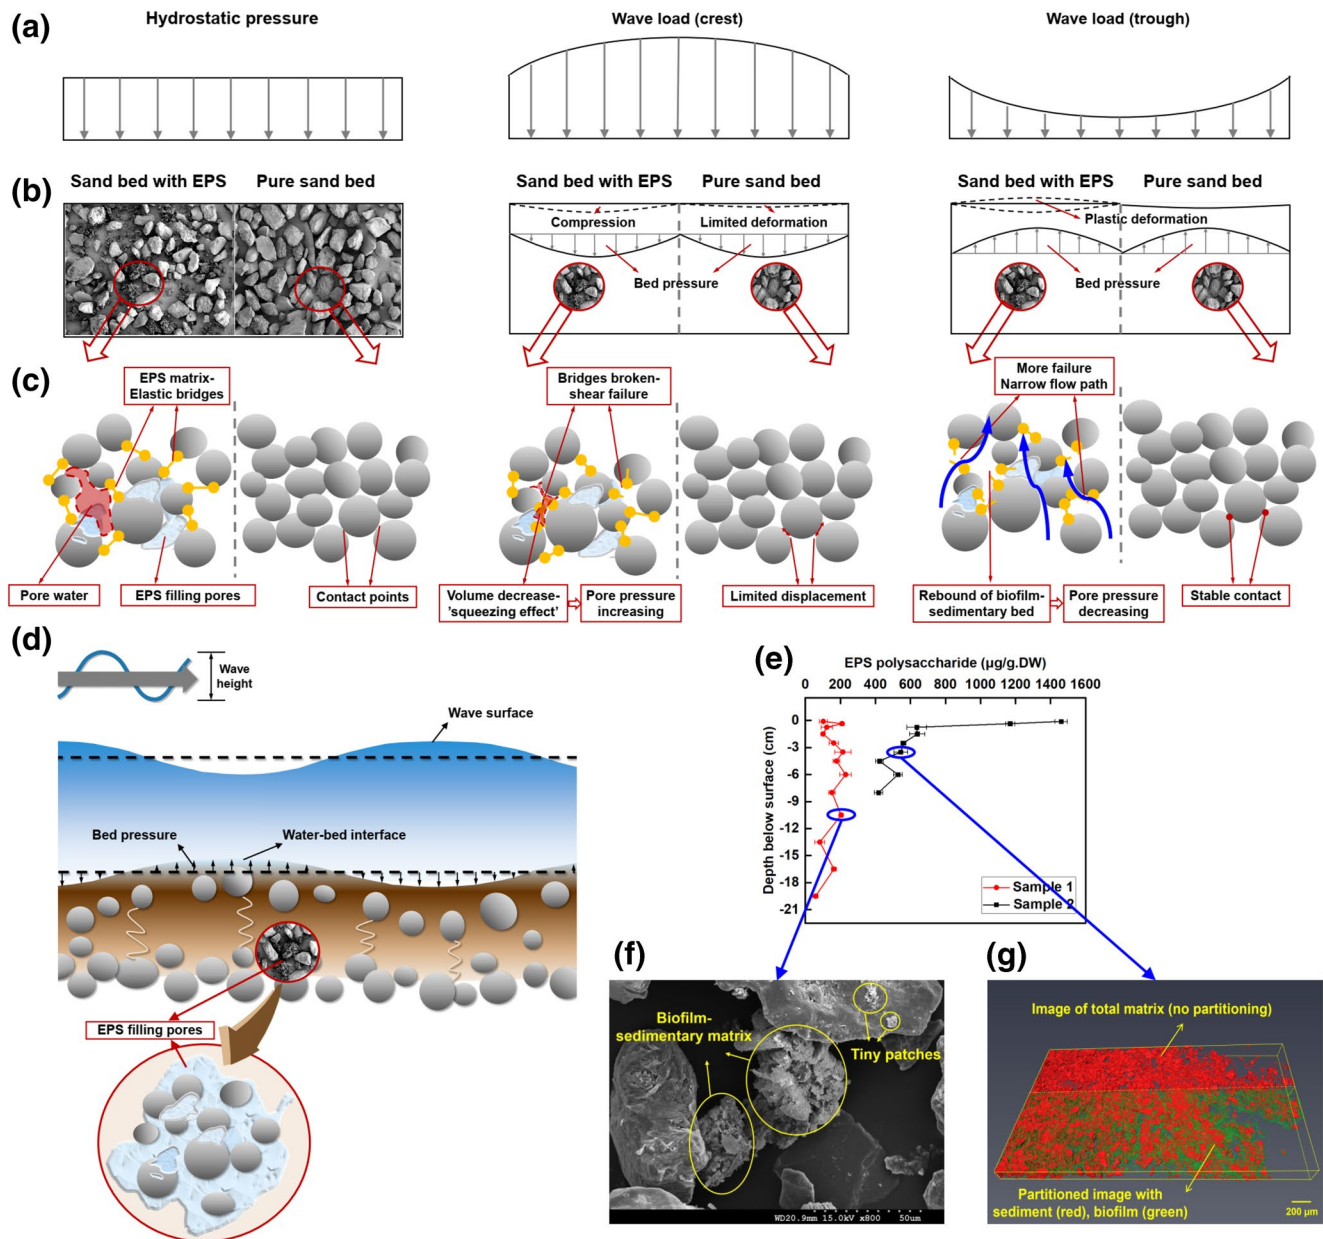 (a)
Hydrostatic pressure
Wave load (crest)
Wave load (trough)
(b)
Sand bed with EPS
Pure sand bed
Sand bed with EPS
Pure sand bed
Compression
Limited deformation
Bed pressure
Sand bed with EPS
Pure sand bed
Plastic deformation
Bed pressure
(c)
EPS matrix-
Elastic bridges
Pore water
EPS filling pores
Contact points
Bridges broken-
shear failure
Volume decrease-
'squeezing effect'
Pore pressure
increasing
Limited displacement
More failure
Narrow flow path
Rebound of biofilm-
sedimentary bed
Pore pressure
decreasing
Stable contact
(d)
Wave
height
Wave surface
Bed pressure
Water-bed interface
EPS filling pores
(e)
EPS polysaccharide (μg/g.DW)
0 200 400 600 800 1000 1200 1400 1600
Depth below surface (cm)
0
-3
-6
-9
-12
-15
-18
-21
Sample 1
Sample 2
(f)
Biofilm-
sedimentary matrix
Tiny patches
WD20.9mm 15.0kV x800 50um
(g)
Image of total matrix (no partitioning)
Partitioned image with
sediment (red), biofilm (green)
200 μm